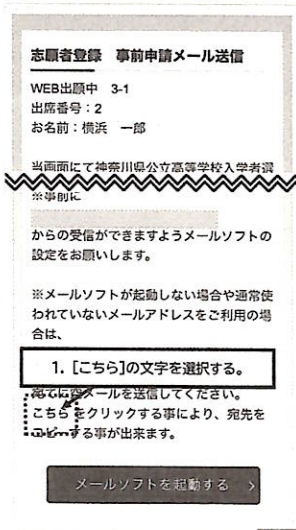 志願者登録　事前申請メール送信
WEB出願中　3-1
出席番号：2
お名前：横浜　一郎
当画面にて神奈川県公立高等学校入学者選
※事前に
からの受信ができますようメールソフトの
設定をお願いします。
※メールソフトが起動しない場合や通常使
われていないメールアドレスをご利用の場
合は、
1. [こちら]の文字を選択する。
宛てに空メールを送信してください。
こちらをクリックする事により、宛先を
コピーする事が出来ます。
メールソフトを起動する　>